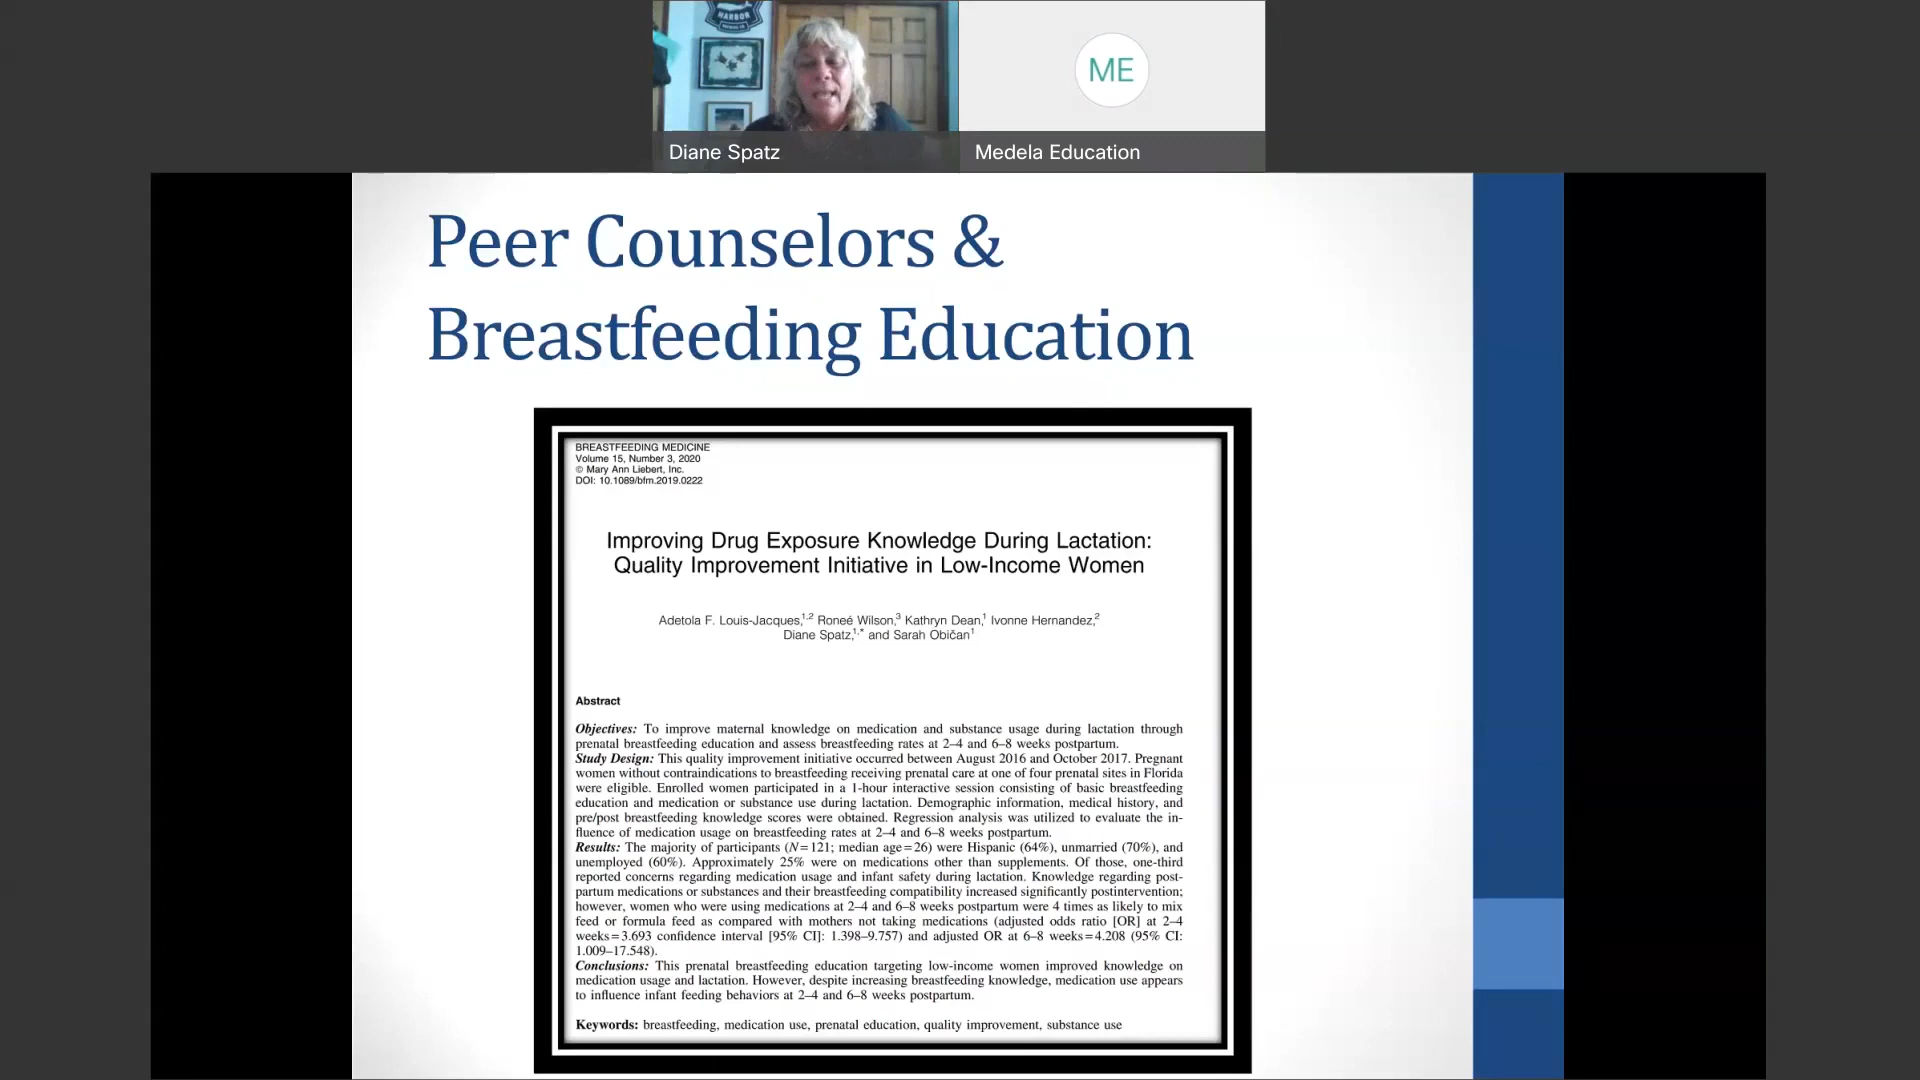 HARBOR
Diane Spatz
ME
Medela Education
Peer Counselors &
Breastfeeding Education
BREASTFEEDING MEDICINE
Volume 15, Number 3, 2020
© Mary Ann Liebert, Inc.
DOI: 10.1089/bfm.2019.0222
Improving Drug Exposure Knowledge During Lactation:
Quality Improvement Initiative in Low-Income Women
Adetola F. Louis-Jacques,1,2 Roneé Wilson,3 Kathryn Dean,1 Ivonne Hernandez,2
Diane Spatz,1,* and Sarah Običan1
Abstract
Objectives: To improve maternal knowledge on medication and substance usage during lactation through
prenatal breastfeeding education and assess breastfeeding rates at 2–4 and 6–8 weeks postpartum.
Study Design: This quality improvement initiative occurred between August 2016 and October 2017. Pregnant
women without contraindications to breastfeeding receiving prenatal care at one of four prenatal sites in Florida
were eligible. Enrolled women participated in a 1-hour interactive session consisting of basic breastfeeding
education and medication or substance use during lactation. Demographic information, medical history, and
pre/post breastfeeding knowledge scores were obtained. Regression analysis was utilized to evaluate the in-
fluence of medication usage on breastfeeding rates at 2–4 and 6–8 weeks postpartum.
Results: The majority of participants (N=121; median age=26) were Hispanic (64%), unmarried (70%), and
unemployed (60%). Approximately 25% were on medications other than supplements. Of those, one-third
reported concerns regarding medication usage and infant safety during lactation. Knowledge regarding post-
partum medications or substances and their breastfeeding compatibility increased significantly postintervention;
however, women who were using medications at 2–4 and 6–8 weeks postpartum were 4 times as likely to mix
feed or formula feed as compared with mothers not taking medications (adjusted odds ratio [OR] at 2–4
weeks=3.693 confidence interval [95% CI]: 1.398–9.757) and adjusted OR at 6–8 weeks=4.208 (95% CI:
1.009–17.548).
Conclusions: This prenatal breastfeeding education targeting low-income women improved knowledge on
medication usage and lactation. However, despite increasing breastfeeding knowledge, medication use appears
to influence infant feeding behaviors at 2–4 and 6–8 weeks postpartum.
Keywords: breastfeeding, medication use, prenatal education, quality improvement, substance use